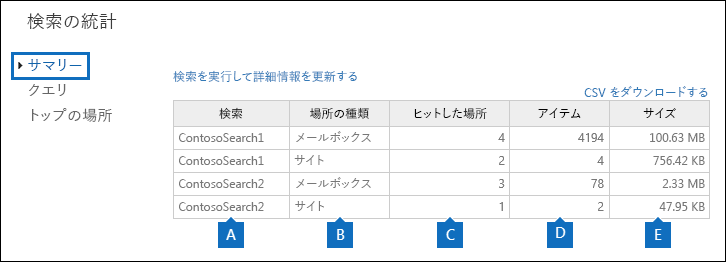 検索の統計
サマリー
クエリ
トップの場所
検索を実行して詳細情報を更新する
CSV をダウンロードする
検索 場所の種類 ヒットした場所 アイテム サイズ
ContosoSearch1 メールボックス 4 4194 100.63 MB
ContosoSearch1 サイト 2 4 756.42 KB
ContosoSearch2 メールボックス 3 78 2.33 MB
ContosoSearch2 サイト 1 2 47.95 KB
A B C D E